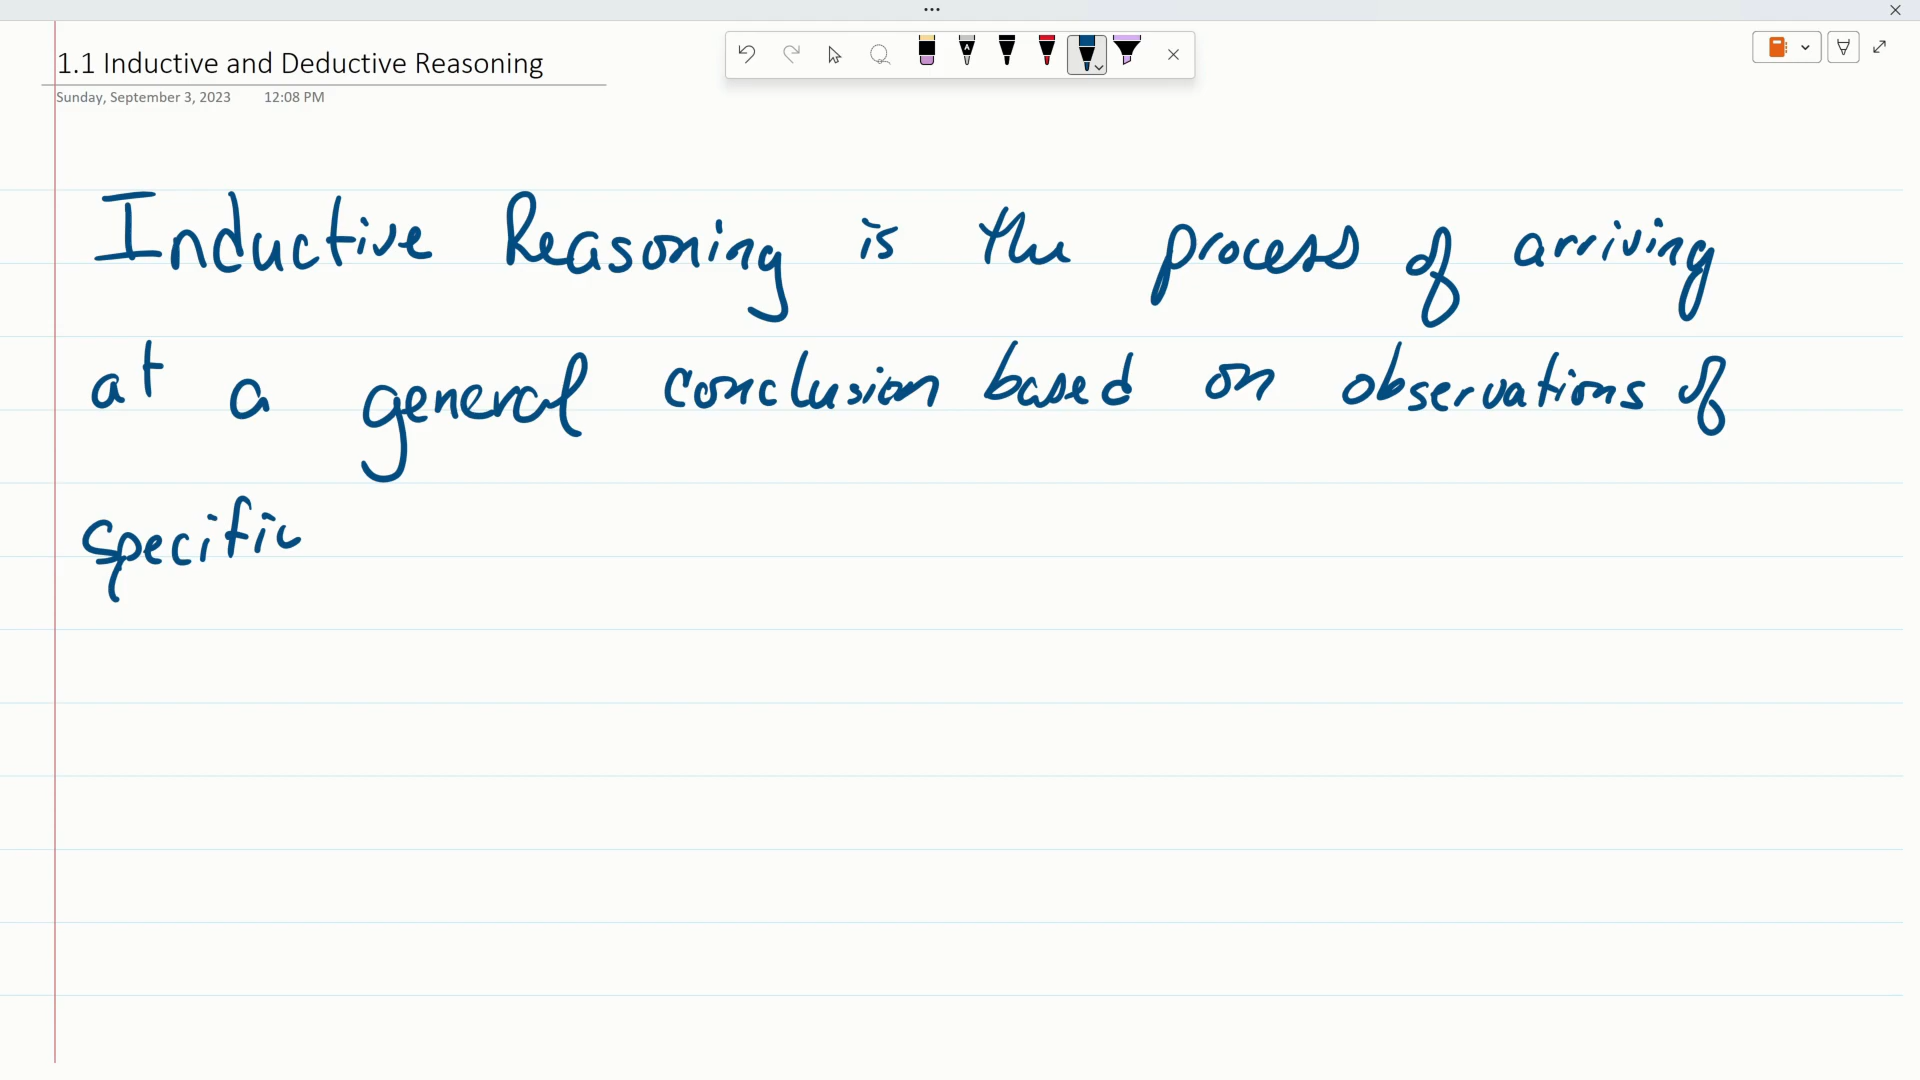 1.1 Inductive and Deductive Reasoning
Sunday, September 3, 2023 12:08 PM
Inductive Reasoning is the process of arriving
at a general conclusion based on observations of
specific